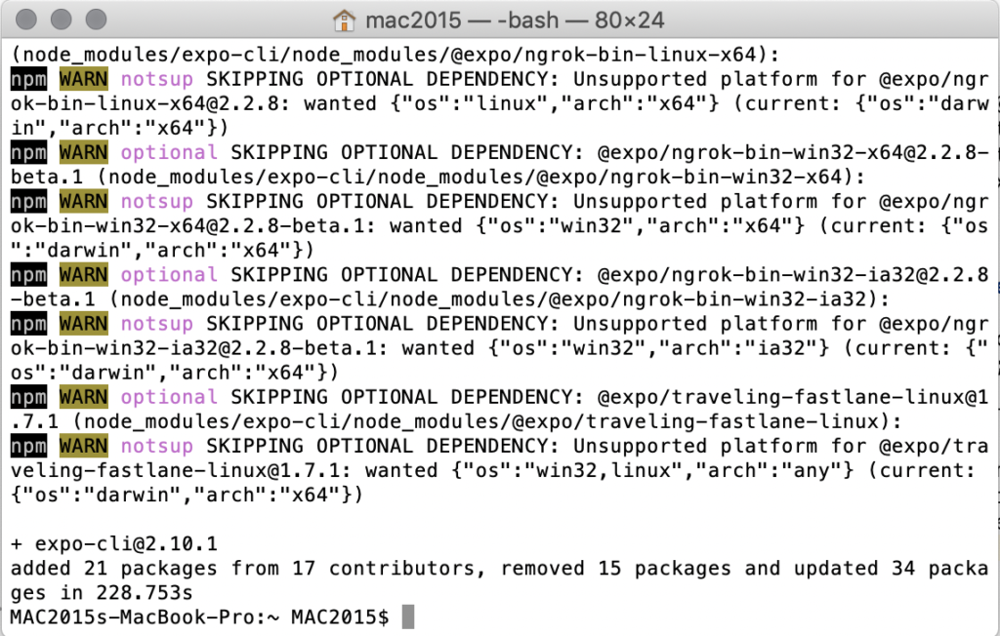 mac2015 — -bash — 80×24
(node_modules/expo-cli/node_modules/@expo/ngrok-bin-linux-x64):
npm WARN notsup SKIPPING OPTIONAL DEPENDENCY: Unsupported platform for @expo/ngr
ok-bin-linux-x64@2.2.8: wanted {"os":"linux","arch":"x64"} (current: {"os":"darw
in","arch":"x64"})
npm WARN optional SKIPPING OPTIONAL DEPENDENCY: @expo/ngrok-bin-win32-x64@2.2.8-
beta.1 (node_modules/expo-cli/node_modules/@expo/ngrok-bin-win32-x64):
npm WARN notsup SKIPPING OPTIONAL DEPENDENCY: Unsupported platform for @expo/ngr
ok-bin-win32-x64@2.2.8-beta.1: wanted {"os":"win32","arch":"x64"} (current: {"os
":"darwin","arch":"x64"})
npm WARN optional SKIPPING OPTIONAL DEPENDENCY: @expo/ngrok-bin-win32-ia32@2.2.8
-beta.1 (node_modules/expo-cli/node_modules/@expo/ngrok-bin-win32-ia32):
npm WARN notsup SKIPPING OPTIONAL DEPENDENCY: Unsupported platform for @expo/ngr
ok-bin-win32-ia32@2.2.8-beta.1: wanted {"os":"win32","arch":"ia32"} (current: {"
os":"darwin","arch":"x64"})
npm WARN optional SKIPPING OPTIONAL DEPENDENCY: @expo/traveling-fastlane-linux@1
.7.1 (node_modules/expo-cli/node_modules/@expo/traveling-fastlane-linux):
npm WARN notsup SKIPPING OPTIONAL DEPENDENCY: Unsupported platform for @expo/tra
veling-fastlane-linux@1.7.1: wanted {"os":"win32,linux","arch":"any"} (current:
{"os":"darwin","arch":"x64"})
+ expo-cli@2.10.1
added 21 packages from 17 contributors, removed 15 packages and updated 34 packa
ges in 228.753s
MAC2015s-MacBook-Pro:~ MAC2015$